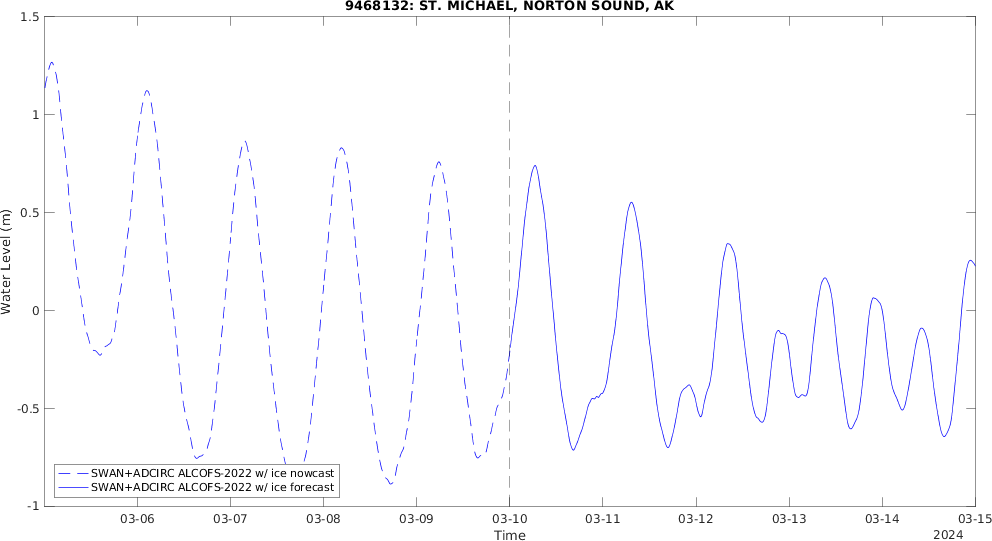 9468132: ST. MICHAEL, NORTON SOUND, AK
1.5
1
0.5
0
-0.5
-1
Water Level (m)
SWAN+ADCIRC ALCOFS-2022 w/ ice nowcast
SWAN+ADCIRC ALCOFS-2022 w/ ice forecast
03-06 03-07 03-08 03-09 03-10 03-11 03-12 03-13 03-14 03-15
Time
2024